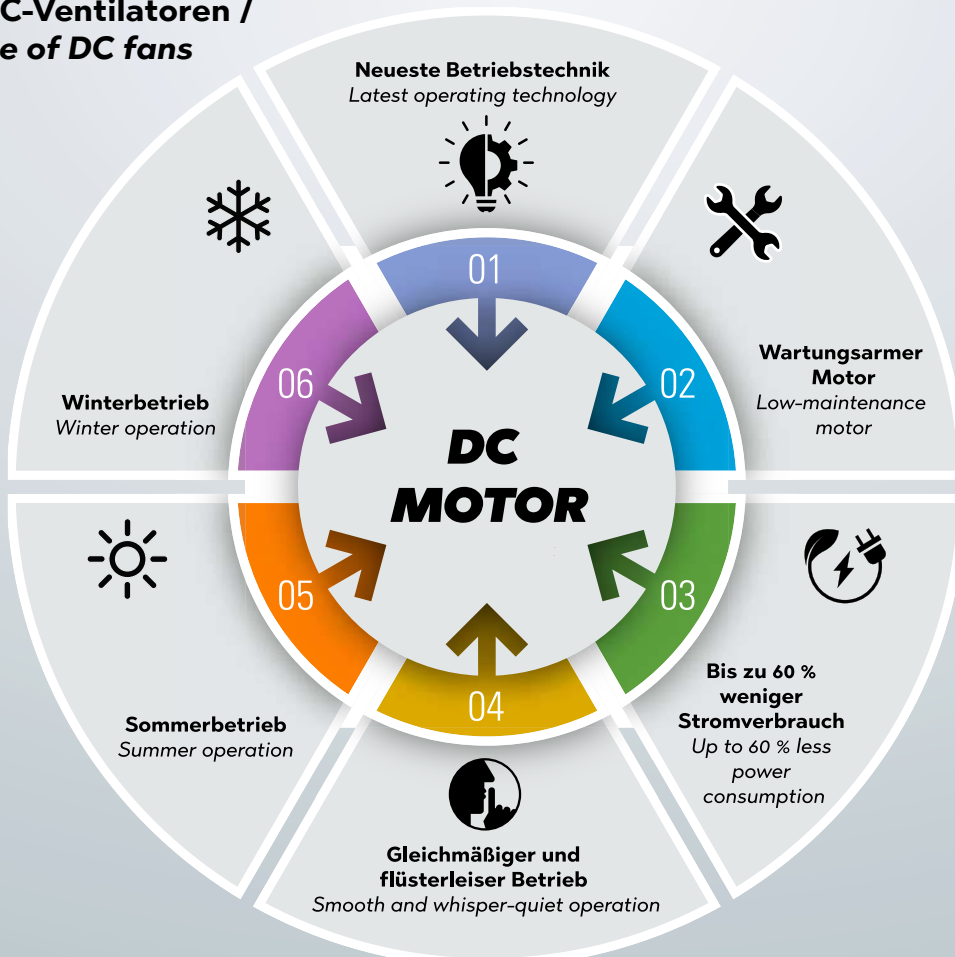 C-Ventilatoren /
e of DC fans
Neueste Betriebstechnik
Latest operating technology
01
Wartungsarmer
Motor
Low-maintenance
motor
02
Bis zu 60 %
weniger
Stromverbrauch
Up to 60 % less
power
consumption
03
Gleichmäßiger und
flüsterleiser Betrieb
Smooth and whisper-quiet operation
04
Sommerbetrieb
Summer operation
05
Winterbetrieb
Winter operation
06
DC
MOTOR